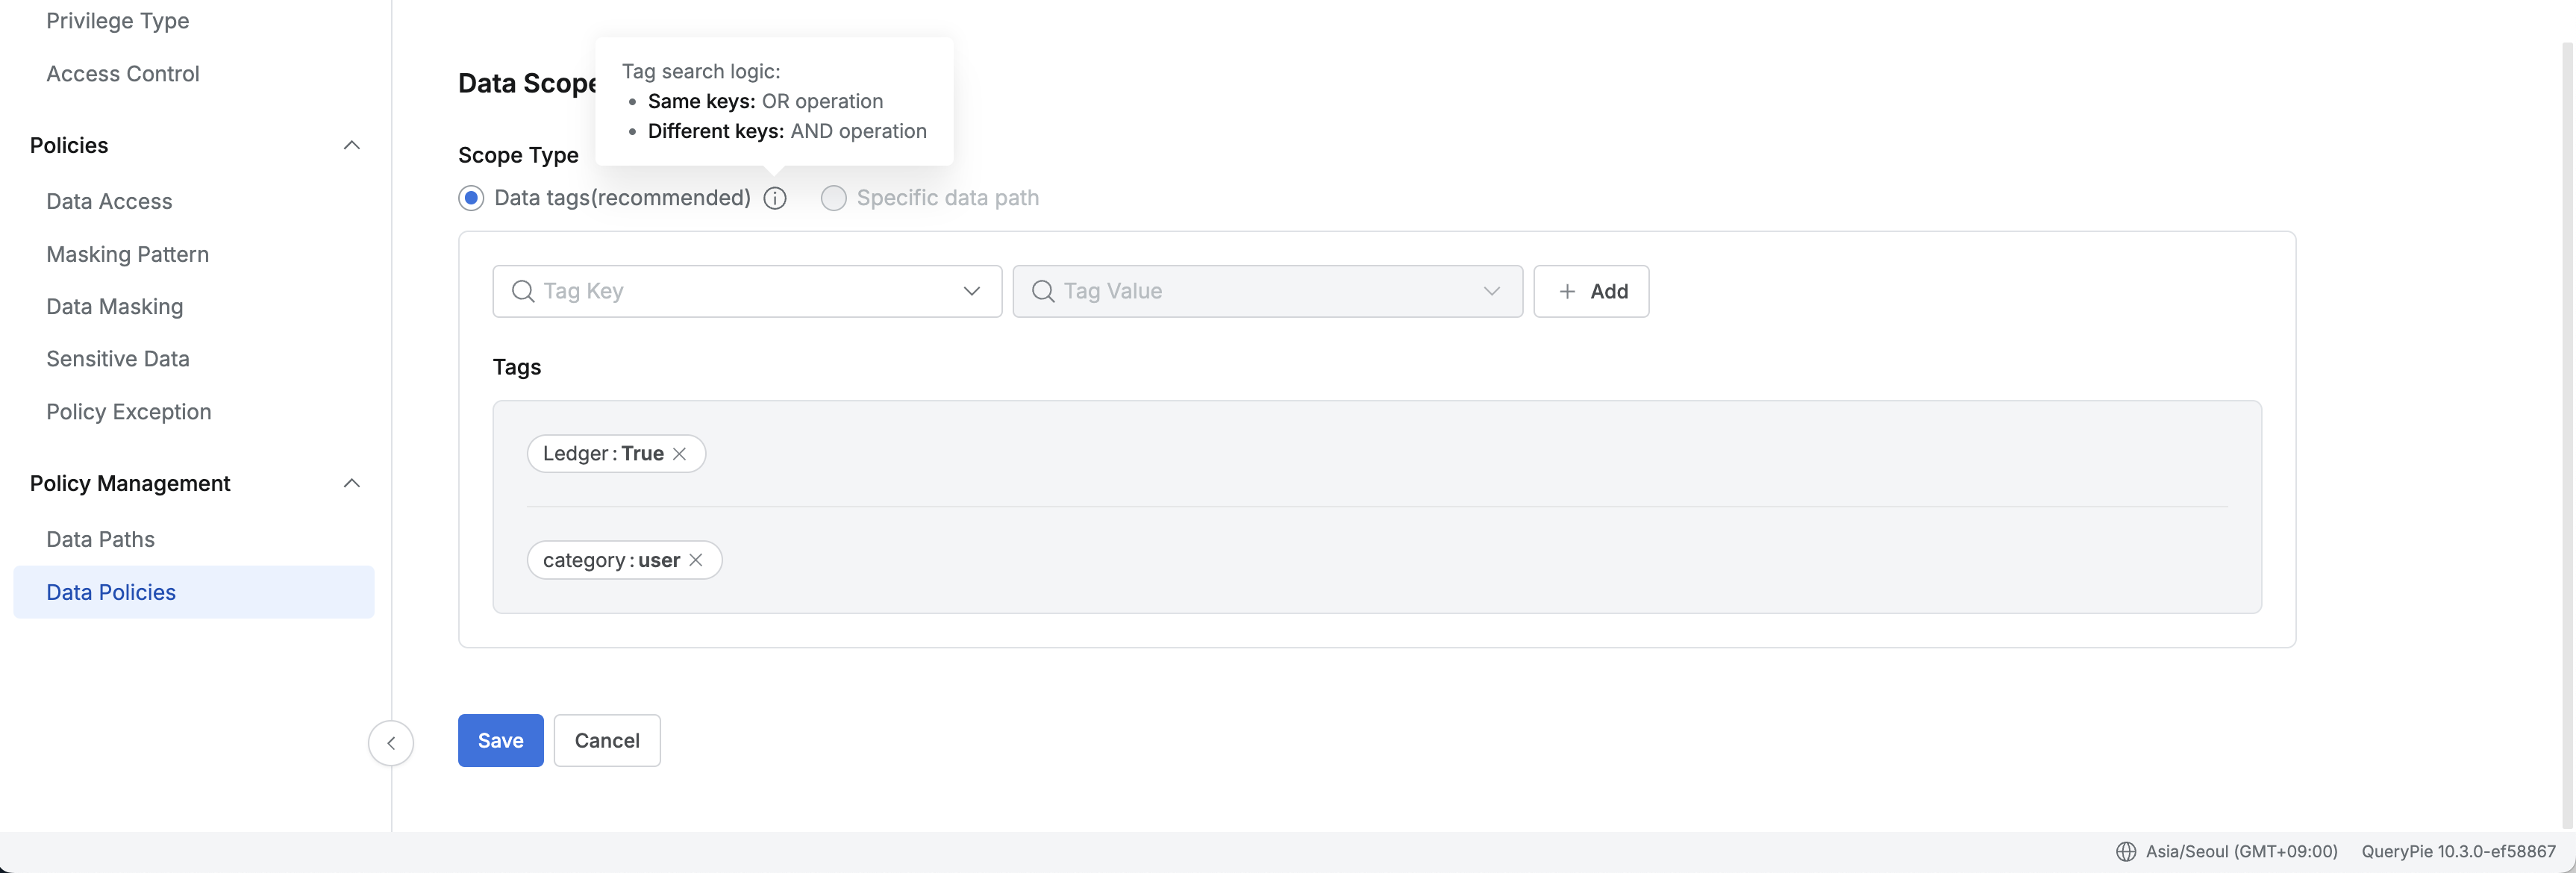 Privilege Type
Access Control
Policies
Data Access
Masking Pattern
Data Masking
Sensitive Data
Policy Exception
Policy Management
Data Paths
Data Policies
Data Scope
Tag search logic:
Same keys: OR operation
Different keys: AND operation
Scope Type
Data tags(recommended) Specific data path
Tag Key Tag Value + Add
Tags
Ledger : True
category : user
Save Cancel
Asia/Seoul (GMT+09:00) QueryPie 10.3.0-ef58867